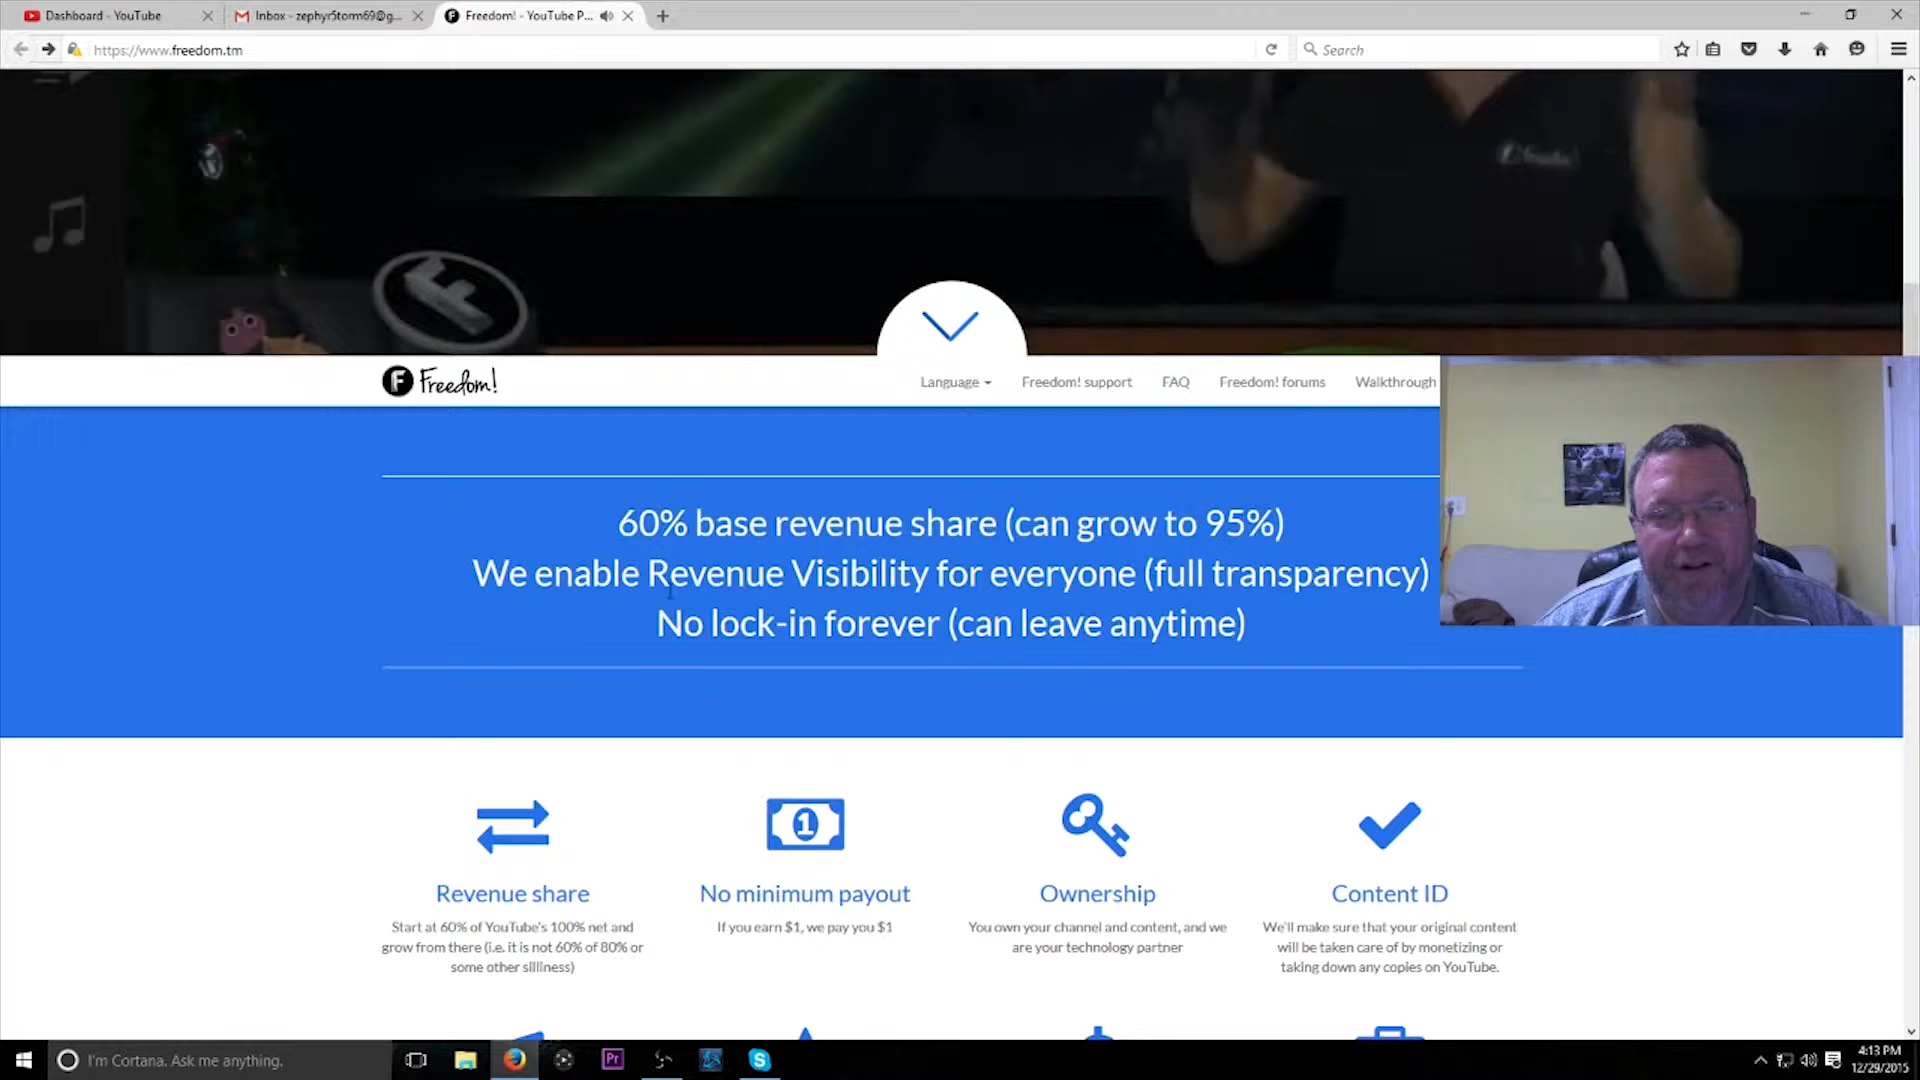 Dashboard - YouTube
Inbox - zephyr5torm69@g...
Freedom! - YouTube P...
https://www.freedom.tm
Search
Freedom!
Language
Freedom! support
FAQ
Freedom! forums
Walkthrough
60% base revenue share (can grow to 95%)
We enable Revenue Visibility for everyone (full transparency)
No lock-in forever (can leave anytime)
Revenue share
Start at 60% of YouTube's 100% net and
grow from there (i.e. it is not 60% of 80% or
some other silliness)
No minimum payout
If you earn $1, we pay you $1
Ownership
You own your channel and content, and we
are your technology partner
Content ID
We'll make sure that your original content
will be taken care of by monetizing or
taking down any copies on YouTube.
I'm Cortana. Ask me anything.
Pr
4:13 PM
12/29/2015